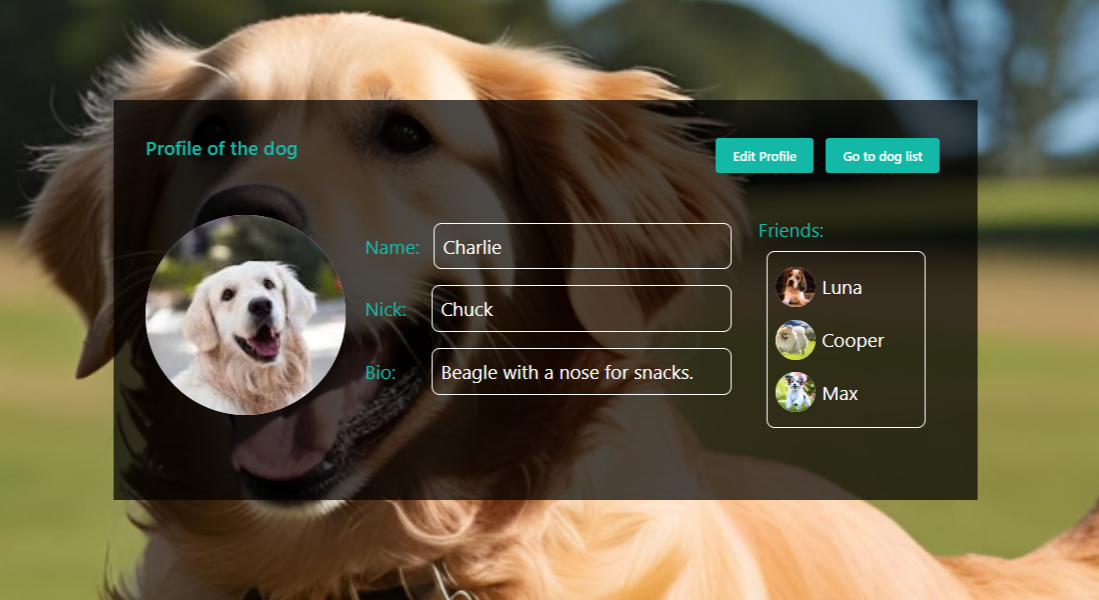 Profile of the dog
Edit Profile
Go to dog list
Name:
Charlie
Nick:
Chuck
Bio:
Beagle with a nose for snacks.
Friends:
Luna
Cooper
Max